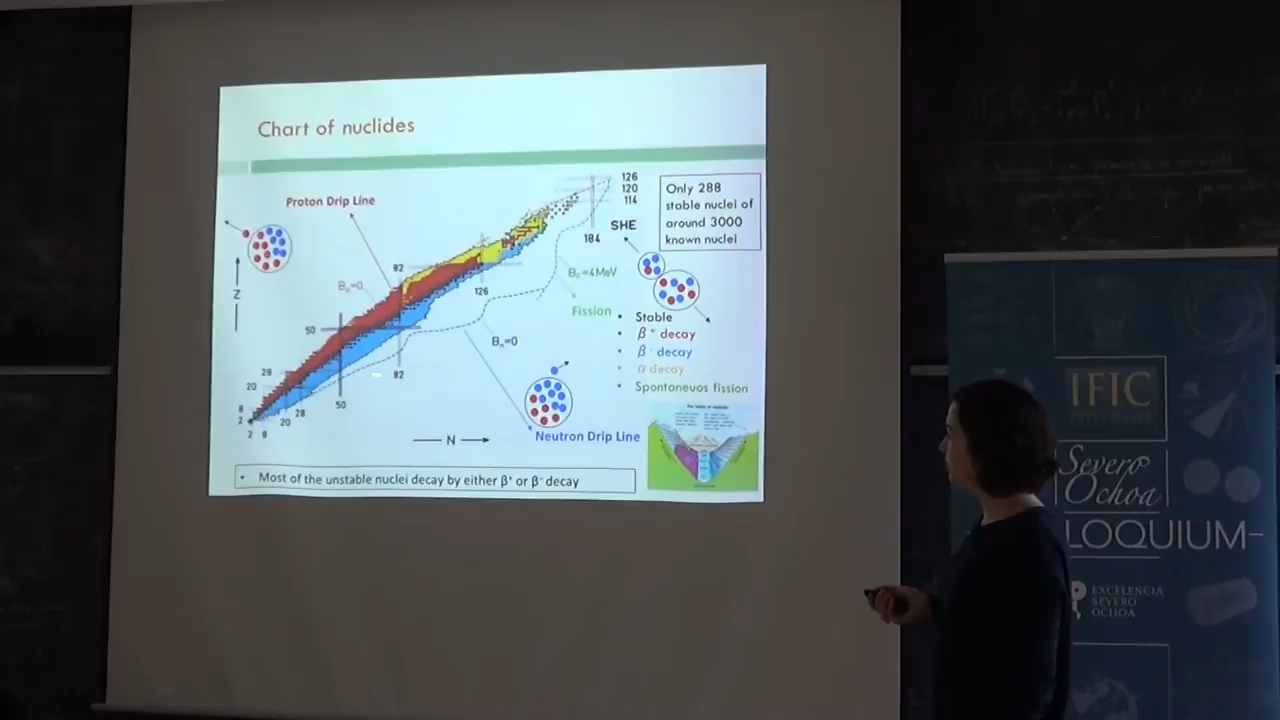 Chart of nuclides
126
120
114
Only 288
stable nuclei of
around 3000
known nuclei
Proton Drip Line
SHE
184
Z
82
126
Bₚ=0
B_F=4MeV
Fission
50
Bₙ=0
82
50
28
20
8
2
2 8
20
28
N
Neutron Drip Line
• Stable
• β⁺ decay
• β⁻ decay
• α decay
• Spontaneuos fission
• Most of the unstable nuclei decay by either β⁺ or β⁻ decay
IFIC
Severo
Ochoa
LOQUIUM-
EXCELENCIA
SEVERO
OCHOA